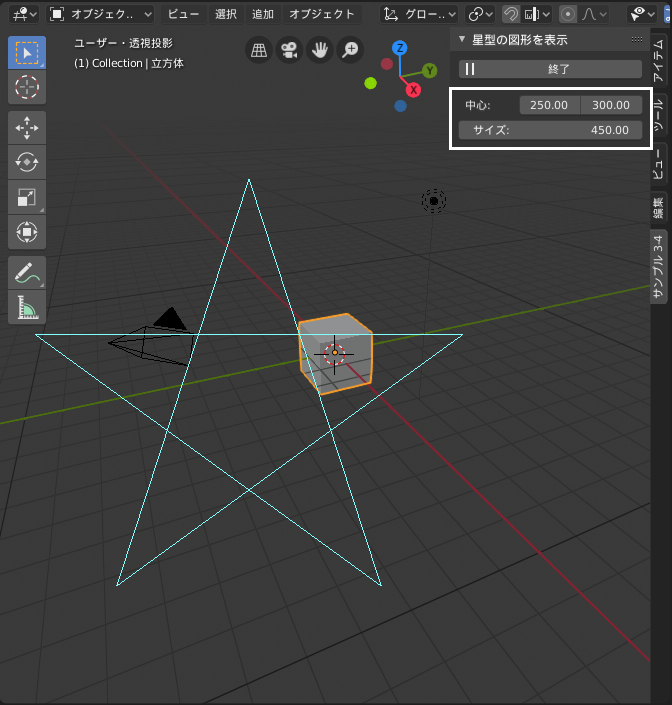 オブジェク..
ビュー
選択
追加
オブジェクト
グロー..
ユーザー・透視投影
(1) Collection | 立方体
Z
Y
X
星型の図形を表示
終了
中心: 250.00 300.00
サイズ: 450.00
アイテム
ツール
ビュー
編集
サンプル 3-4